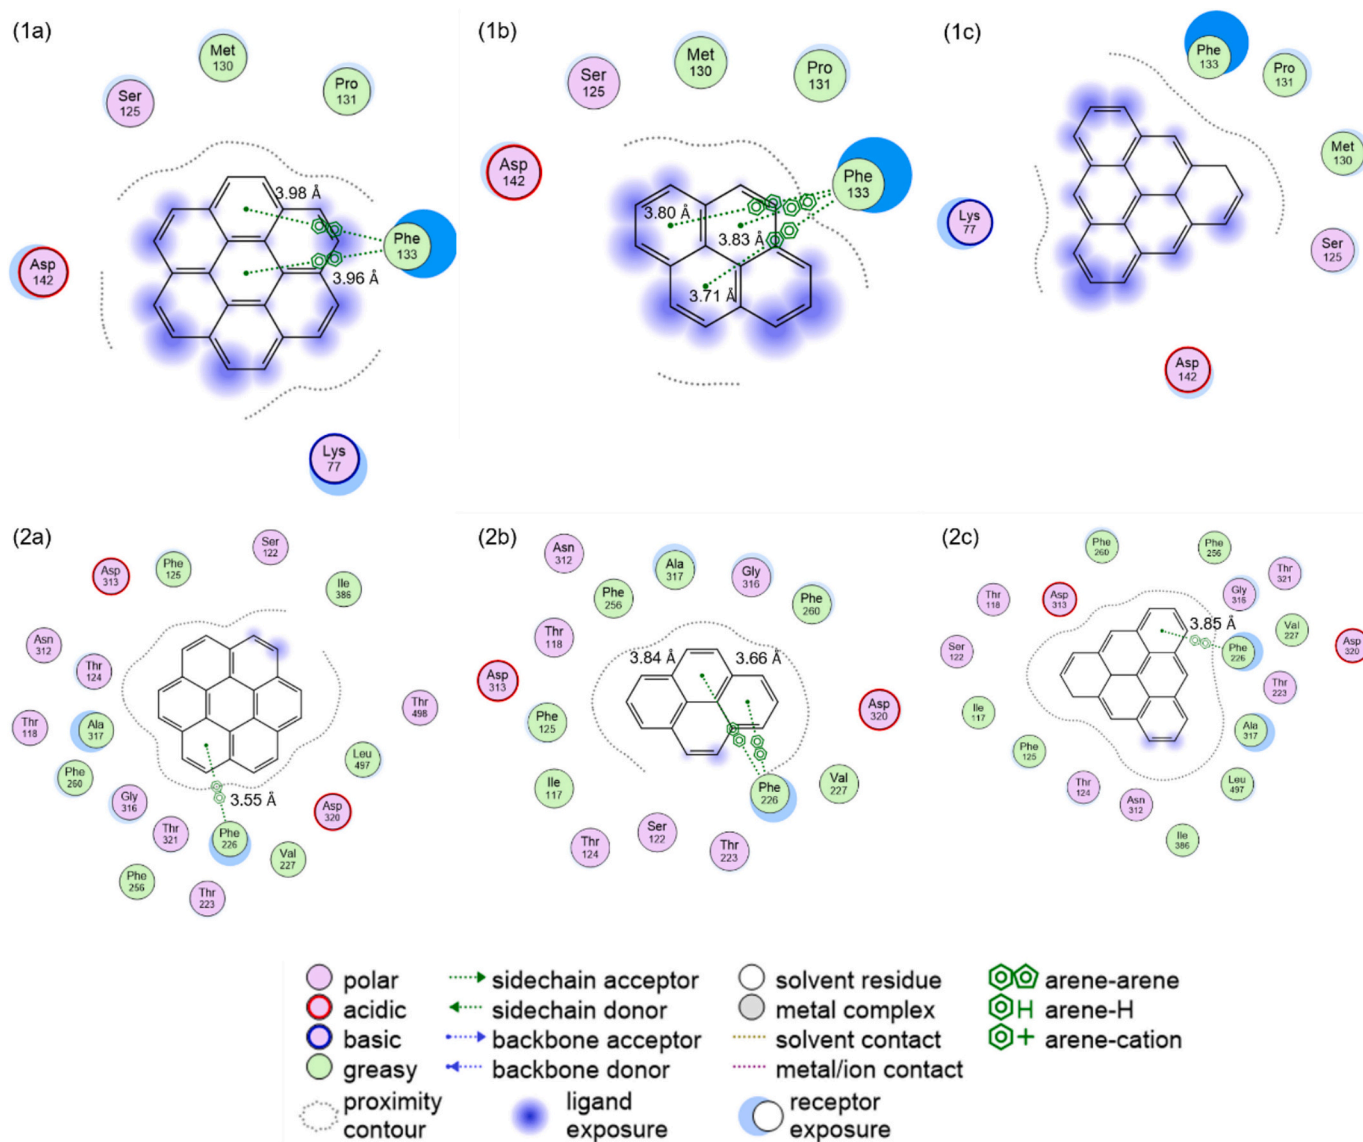 (1a)
Met
130
Pro
131
Ser
125
3.98 Å
Phe
133
3.96 Å
Asp
142
Lys
77
(1b)
Met
130
Pro
131
Ser
125
Asp
142
Phe
133
3.80 Å
3.83 Å
3.71 Å
(1c)
Phe
133
Pro
131
Met
130
Ser
125
Lys
77
Asp
142
(2a)
Ser
122
Phe
125
Asp
313
Ile
386
Asn
312
Thr
124
Thr
118
Ala
317
Thr
498
Phe
260
Leu
497
Gly
316
3.55 Å
Asp
320
Thr
321
Phe
226
Val
227
Phe
256
Thr
223
(2b)
Asn
312
Ala
317
Gly
316
Phe
256
Phe
260
Thr
118
3.84 Å
3.66 Å
Asp
313
Asp
320
Phe
125
Ile
117
Phe
226
Val
227
Thr
124
Ser
122
Thr
223
(2c)
Phe
260
Phe
256
Thr
321
Thr
118
Asp
313
Gly
316
3.85 Å
Val
227
Asp
320
Ser
122
Phe
226
Thr
223
Ile
117
Ala
317
Phe
125
Thr
124
Asn
312
Leu
497
Ile
386
polar
acidic
basic
greasy
proximity
contour
sidechain acceptor
sidechain donor
backbone acceptor
backbone donor
ligand
exposure
solvent residue
metal complex
solvent contact
metal/ion contact
receptor
exposure
arene-arene
H arene-H
+ arene-cation